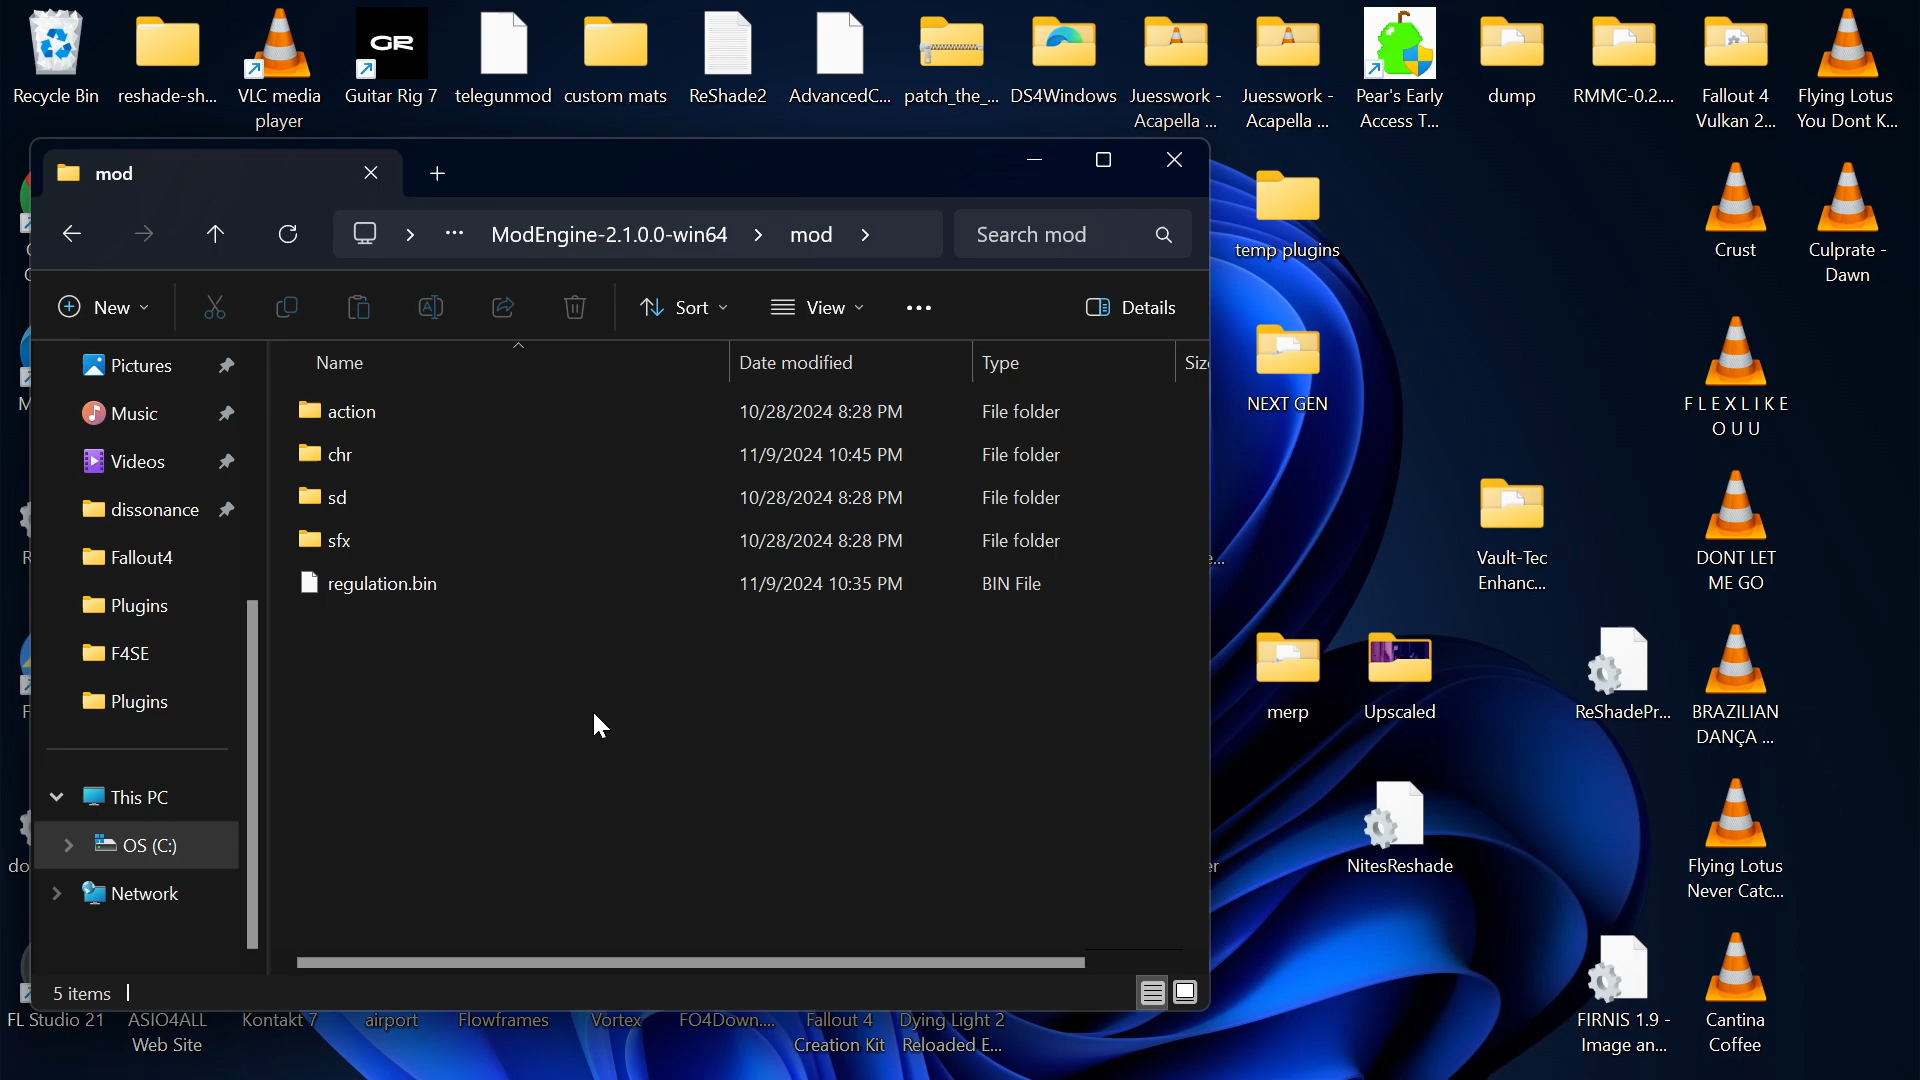 Recycle Bin
reshade-sh...
VLC media
player
Guitar Rig 7
telegunmod
custom mats
ReShade2
AdvancedC...
patch_the_...
DS4Windows
Juesswork -
Acapella ...
Juesswork -
Acapella ...
Pear's Early
Access T...
dump
RMMC-0.2....
Fallout 4
Vulkan 2...
Flying Lotus
You Dont K...
GR
mod
ModEngine-2.1.0.0-win64
mod
Search mod
New
Sort
View
Details
Name
Date modified
Type
Siz
action
10/28/2024 8:28 PM
File folder
chr
11/9/2024 10:45 PM
File folder
sd
10/28/2024 8:28 PM
File folder
sfx
10/28/2024 8:28 PM
File folder
regulation.bin
11/9/2024 10:35 PM
BIN File
Pictures
Music
Videos
dissonance
Fallout4
Plugins
F4SE
Plugins
This PC
OS (C:)
Network
5 items
temp plugins
Crust
Culprate -
Dawn
NEXT GEN
F L E X L I K E
O U U
Vault-Tec
Enhanc...
DONT LET
ME GO
merp
Upscaled
ReShadePr...
BRAZILIAN
DANÇA ...
NitesReshade
Flying Lotus
Never Catc...
FIRNIS 1.9 -
Image an...
Cantina
Coffee
FL Studio 21
ASIO4ALL
Web Site
Kontakt 7
airport
Flowframes
Vortex
FO4Down....
Fallout 4
Creation Kit
Dying Light 2
Reloaded E...